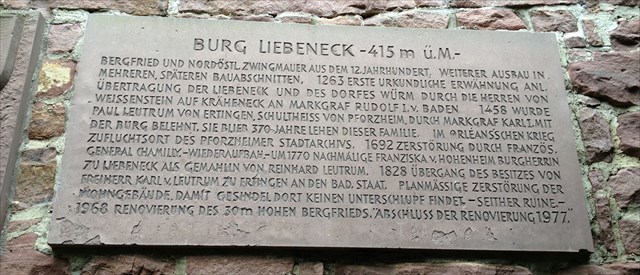 BURG LIEBENECK -415 m ü.M.-
BERGFRIED UND NORDÖSTL. ZWINGMAUER AUS DEM 12.JAHRHUNDERT, WEITERER AUSBAU IN
MEHREREN, SPÄTEREN BAUABSCHNITTEN. 1263 ERSTE URKUNDLICHE ERWÄHNUNG ANL.
ÜBERTRAGUNG DER LIEBENECK UND DES DORFES WÜRM DURCH DIE HERREN VON
WEISSENSTEIN AUF KRÄHENECK AN MARKGRAF RUDOLF I.V. BADEN 1458 WURDE
PAUL LEUTRUM VON ERTINGEN, SCHULTHEISS VON PFORZHEIM, DURCH MARKGR. KARL I. MIT
DER BURG BELEHNT, SIE BLIEB 370 JAHRE LEHEN DIESER FAMILIE. IM ORLEANSSCHEN KRIEG
ZUFLUCHTSORT DES PFORZHEIMER STADTARCHIVS. 1692 ZERSTÖRUNG DURCH FRANZÖS.
GENERAL CHAMILLY.-WIEDERAUFBAU.-UM 1770 NACHMALIGE FRANZISKA V. HOHENHEIM BURGHERRIN
ZU LIEBENECK ALS GEMAHLIN VON REINHARD LEUTRUM. 1828 ÜBERGANG DES BESITZES VON
FREIHERR KARL V. LEUTRUM ZU ERTINGEN AN DEN BAD. STAAT. PLANMÄSSIGE ZERSTÖRUNG DER
WOHNGEBÄUDE, DAMIT GESINDEL DORT KEINEN UNTERSCHLUPF FINDET.-SEITHER RUINE.-
1968 RENOVIERUNG DES 30m HOHEN BERGFRIEDS. "ABSCHLUSS DER RENOVIERUNG 1977."